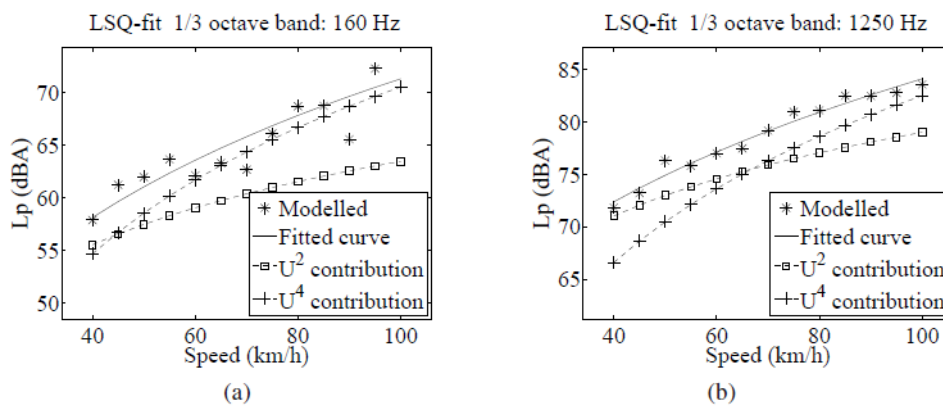 LSQ-fit 1/3 octave band: 160 Hz
70
65
60
55
50
Lp (dBA)
40
60
80
100
Speed (km/h)
Modelled
Fitted curve
U² contribution
U⁴ contribution
(a)
LSQ-fit 1/3 octave band: 1250 Hz
85
80
75
70
65
Lp (dBA)
40
60
80
100
Speed (km/h)
Modelled
Fitted curve
U² contribution
U⁴ contribution
(b)